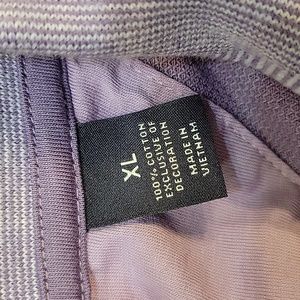 XL
100% COTTON
EXCLUSIVE OF
DECORATION
MADE IN
VIETNAM